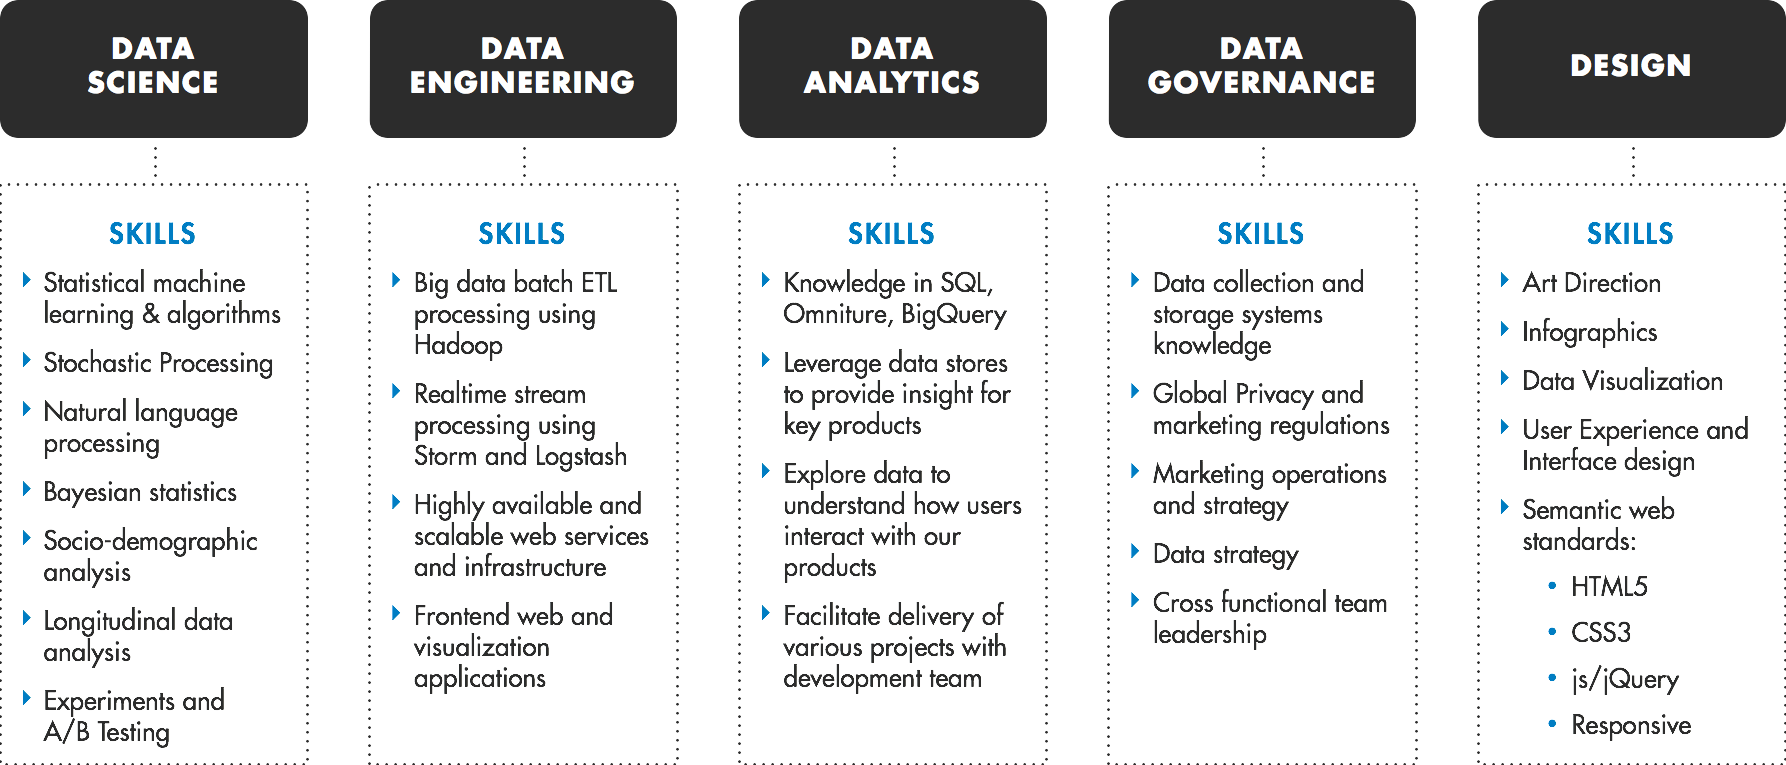 DATA
SCIENCE
SKILLS
Statistical machine
learning & algorithms
Stochastic Processing
Natural language
processing
Bayesian statistics
Socio-demographic
analysis
Longitudinal data
analysis
Experiments and
A/B Testing
DATA
ENGINEERING
SKILLS
Big data batch ETL
processing using
Hadoop
Realtime stream
processing using
Storm and Logstash
Highly available and
scalable web services
and infrastructure
Frontend web and
visualization
applications
DATA
ANALYTICS
SKILLS
Knowledge in SQL,
Omniture, BigQuery
Leverage data stores
to provide insight for
key products
Explore data to
understand how users
interact with our
products
Facilitate delivery of
various projects with
development team
DATA
GOVERNANCE
SKILLS
Data collection and
storage systems
knowledge
Global Privacy and
marketing regulations
Marketing operations
and strategy
Data strategy
Cross functional team
leadership
DESIGN
SKILLS
Art Direction
Infographics
Data Visualization
User Experience and
Interface design
Semantic web
standards:
• HTML5
• CSS3
• js/jQuery
• Responsive